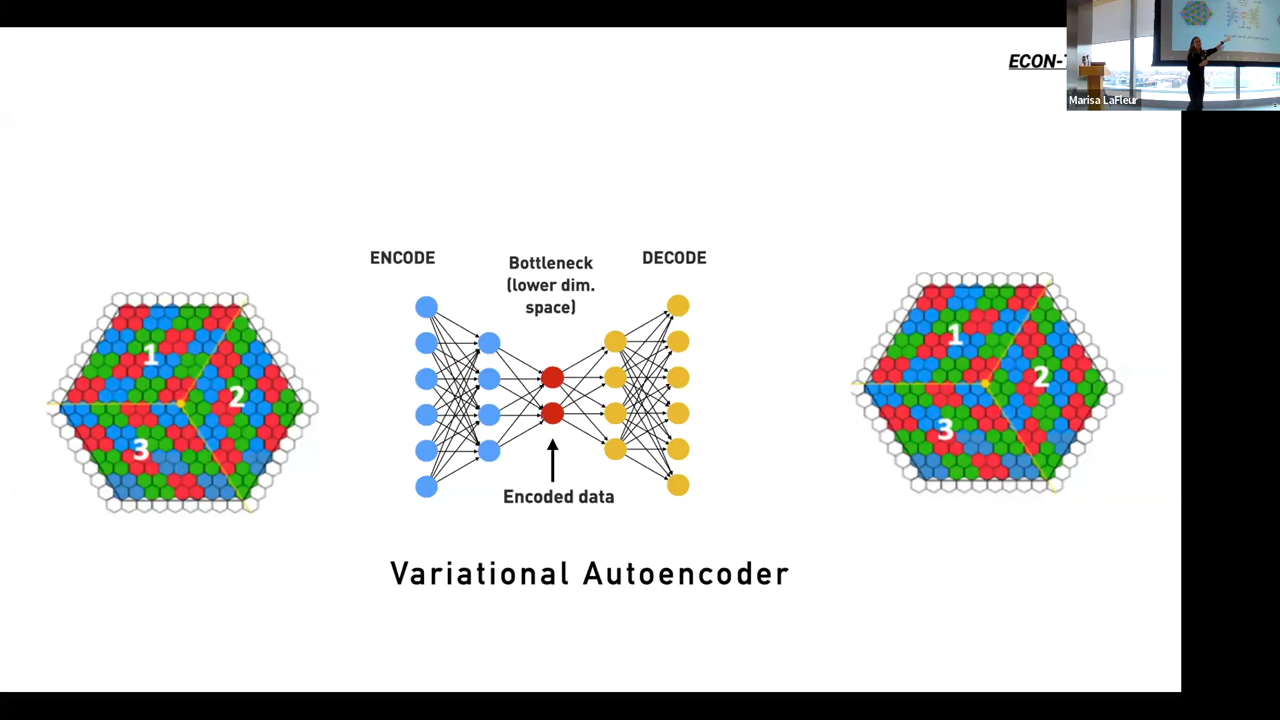 ECON-
Marisa LaFleur
ENCODE
Bottleneck
(lower dim.
space)
DECODE
1
2
3
1
2
3
Encoded data
Variational Autoencoder